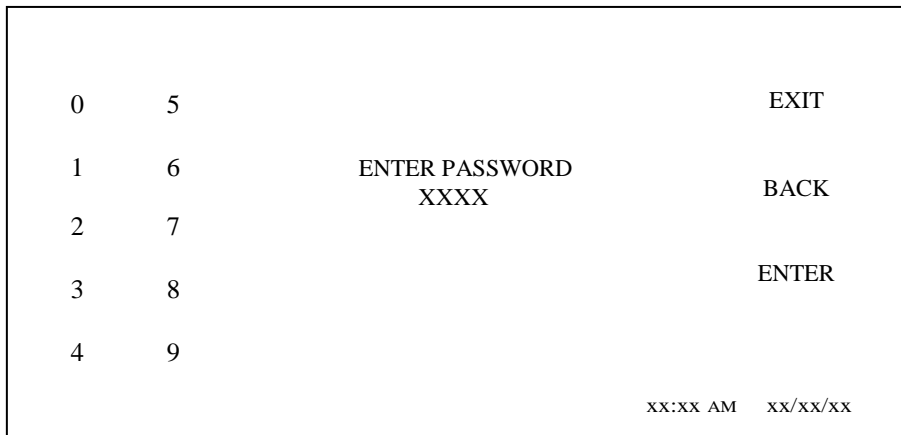 0 5 EXIT
1 6 ENTER PASSWORD
XXXX BACK
2 7
3 8 ENTER
4 9
xx:xx AM xx/xx/xx